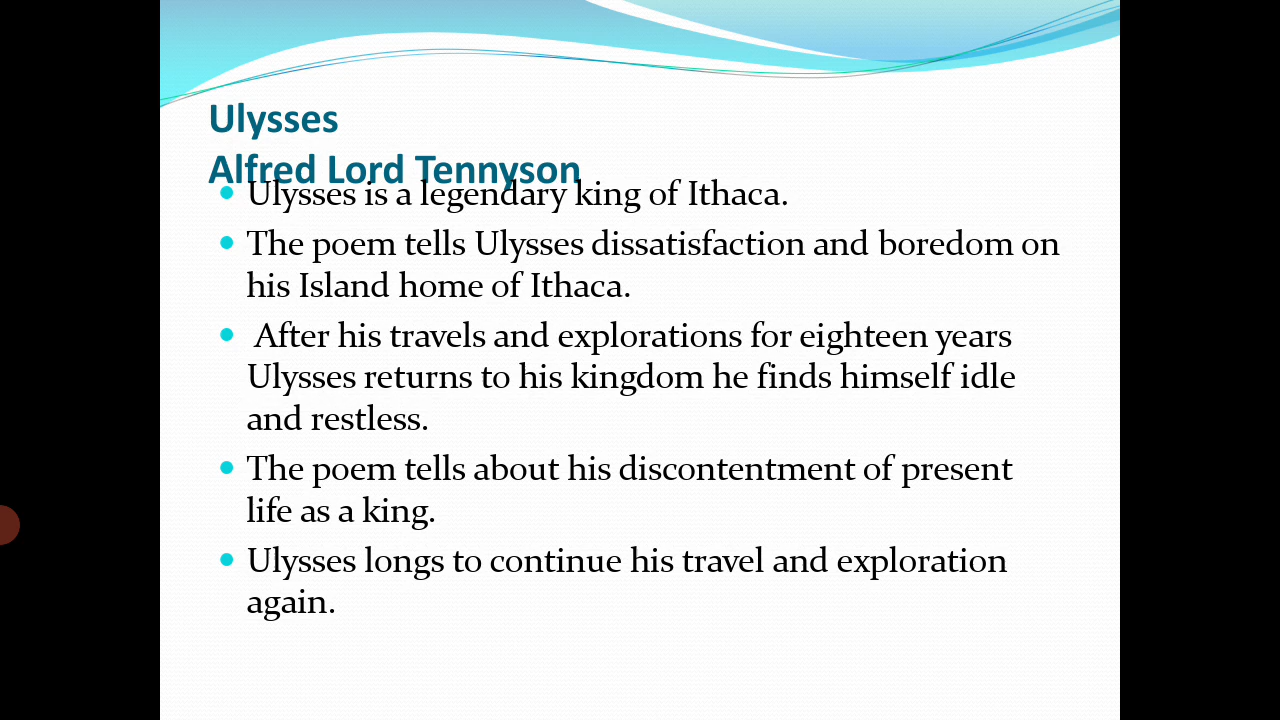 Ulysses
Alfred Lord Tennyson
Ulysses is a legendary king of Ithaca.
The poem tells Ulysses dissatisfaction and boredom on
his Island home of Ithaca.
After his travels and explorations for eighteen years
Ulysses returns to his kingdom he finds himself idle
and restless.
The poem tells about his discontentment of present
life as a king.
Ulysses longs to continue his travel and exploration
again.